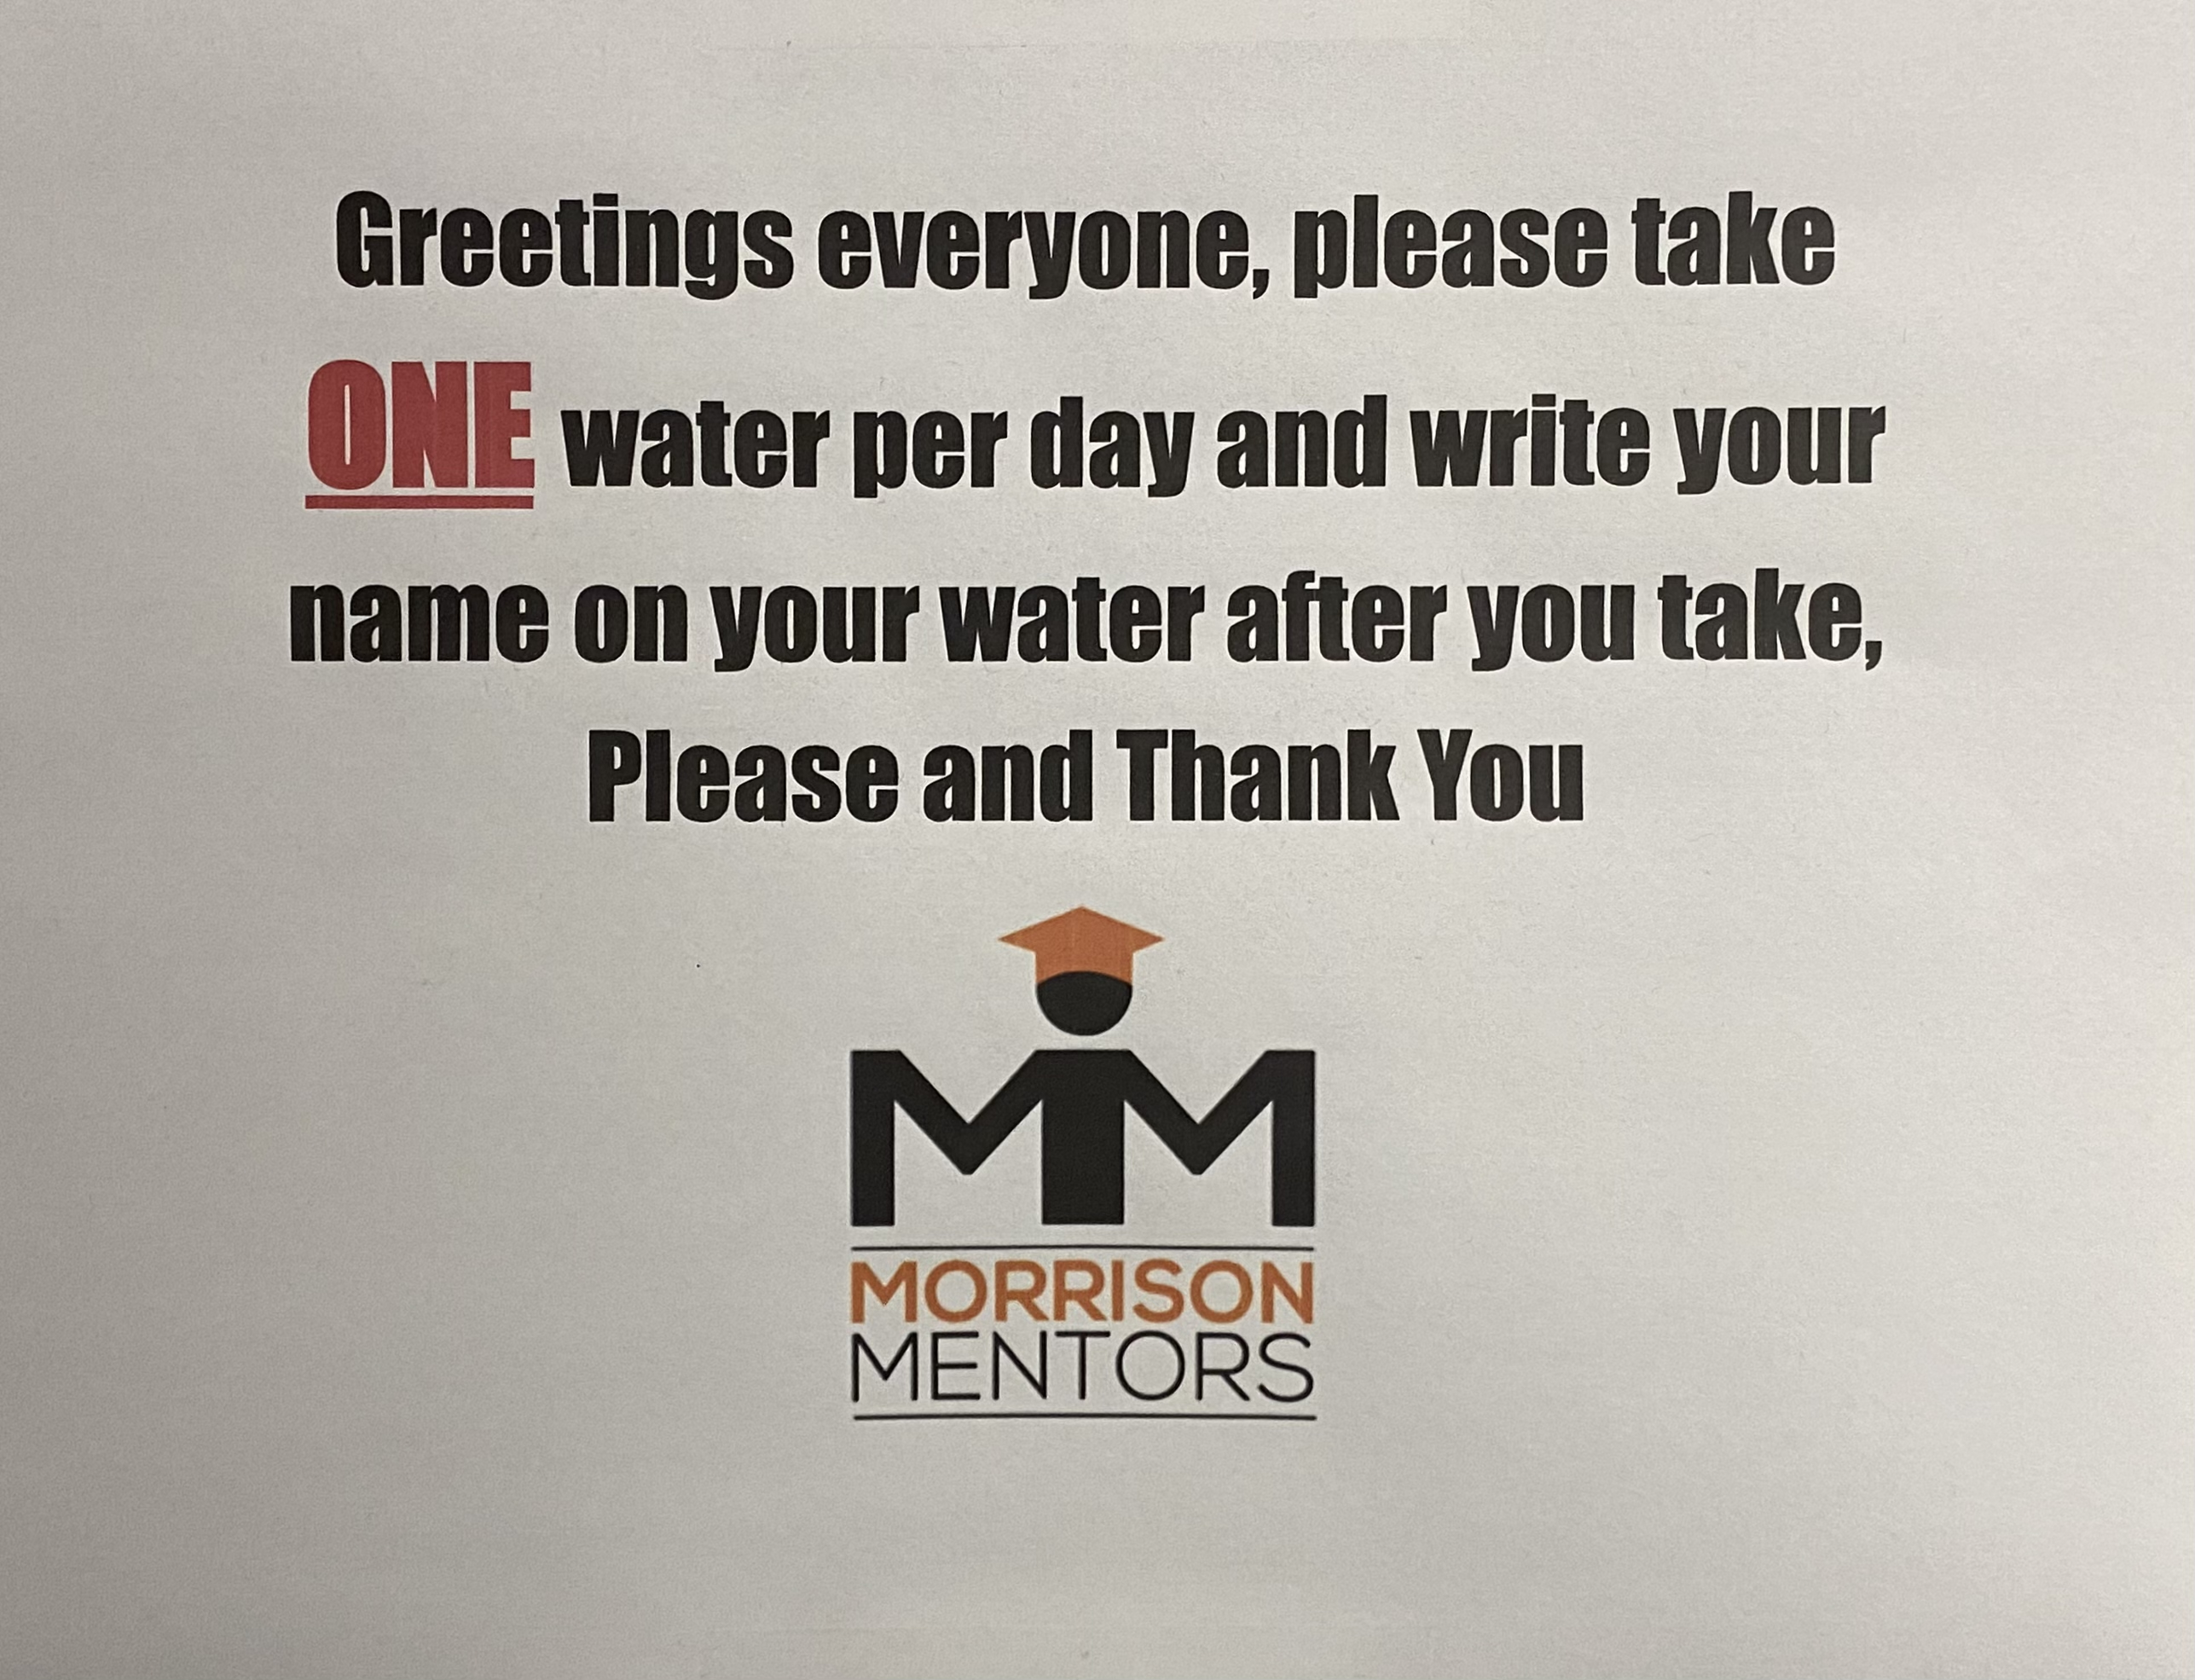 Greetings everyone, please take
ONE water per day and write your
name on your water after you take,
Please and Thank You
MM
MORRISON
MENTORS